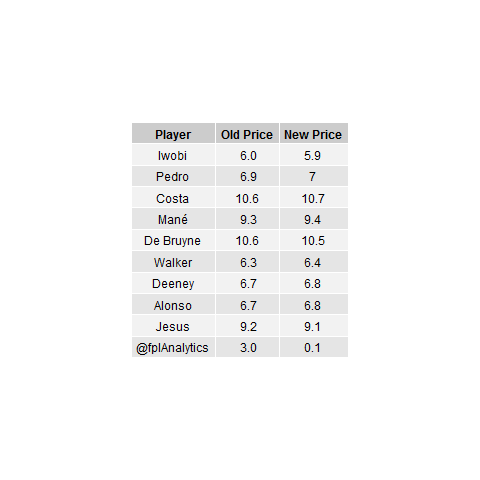 Player Old Price New Price
Iwobi 6.0 5.9
Pedro 6.9 7
Costa 10.6 10.7
Mané 9.3 9.4
De Bruyne 10.6 10.5
Walker 6.3 6.4
Deeney 6.7 6.8
Alonso 6.7 6.8
Jesus 9.2 9.1
@fplAnalytics 3.0 0.1